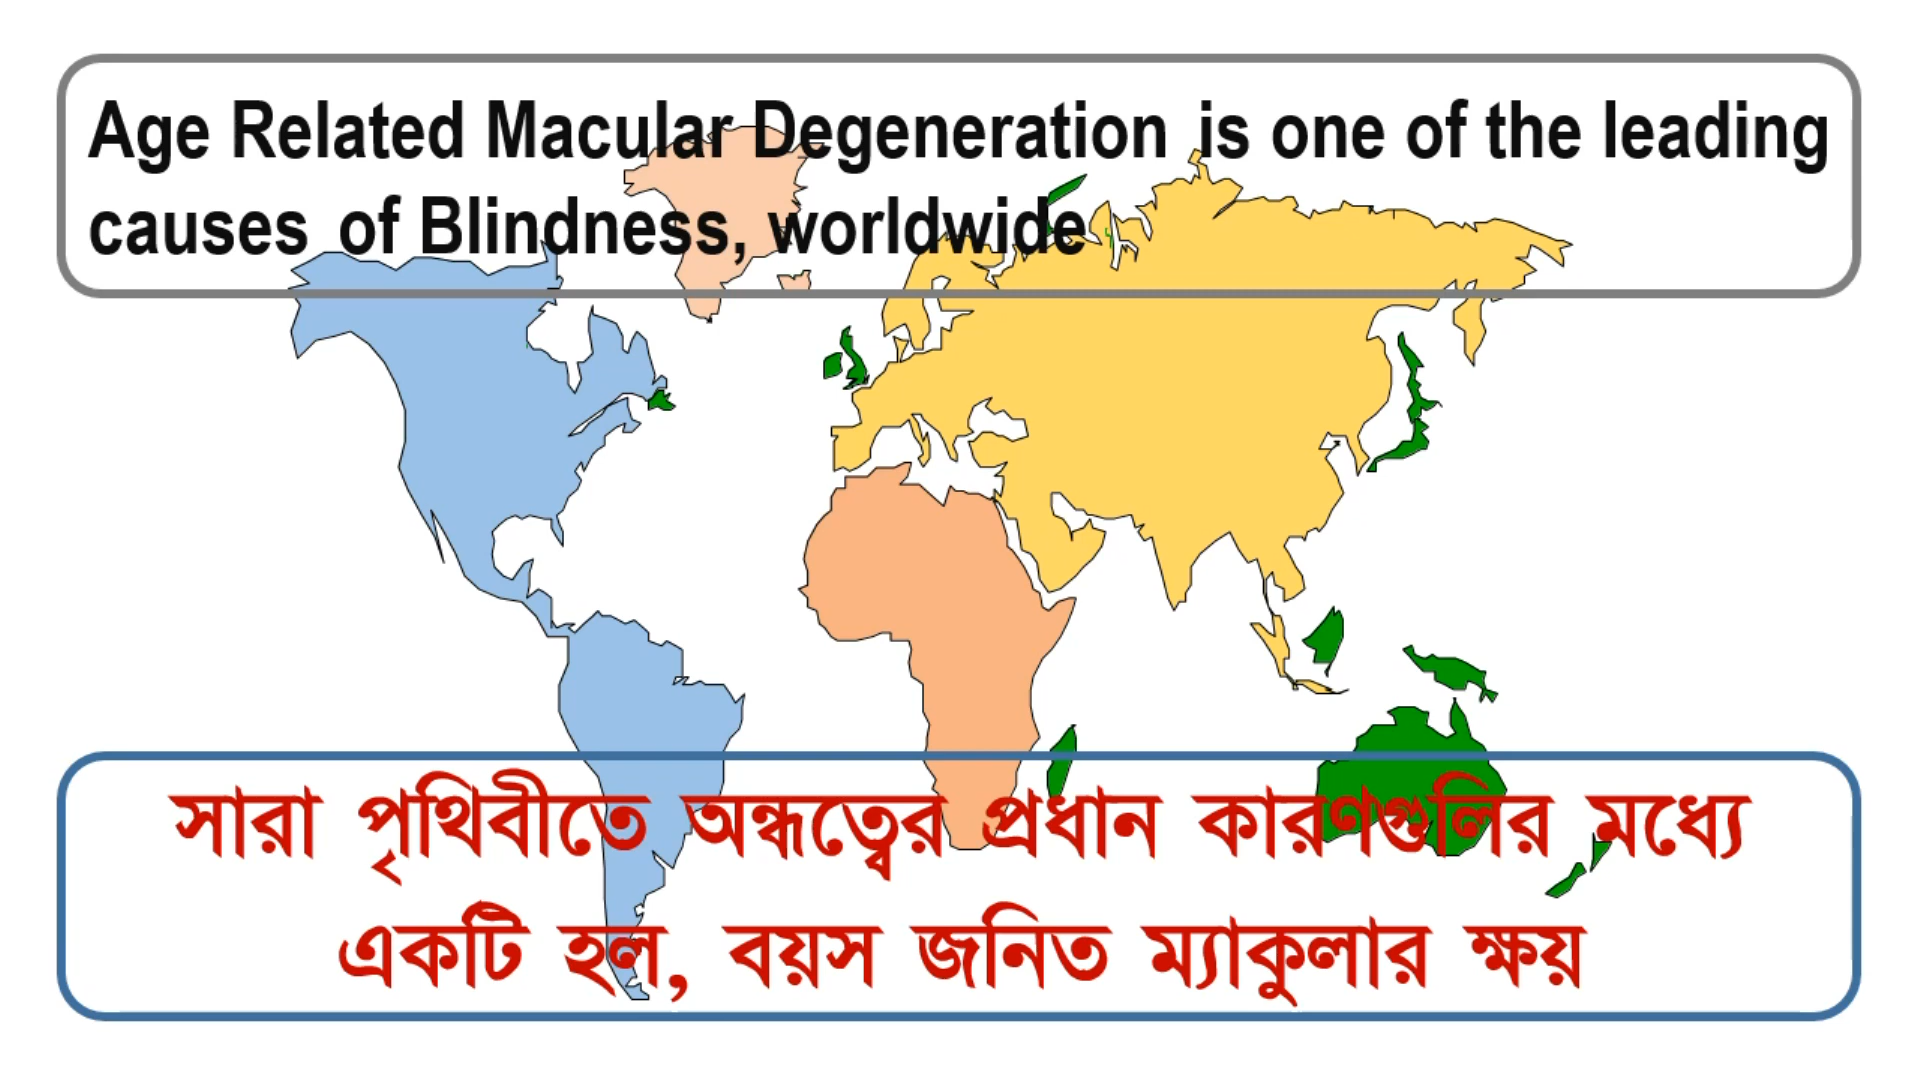 Age Related Macular Degeneration is one of the leading
causes of Blindness, worldwide
সারা পৃথিবীতে অন্ধত্বের প্রধান কারণগুলির মধ্যে
একটি হল, বয়স জনিত ম্যাকুলার ক্ষয়